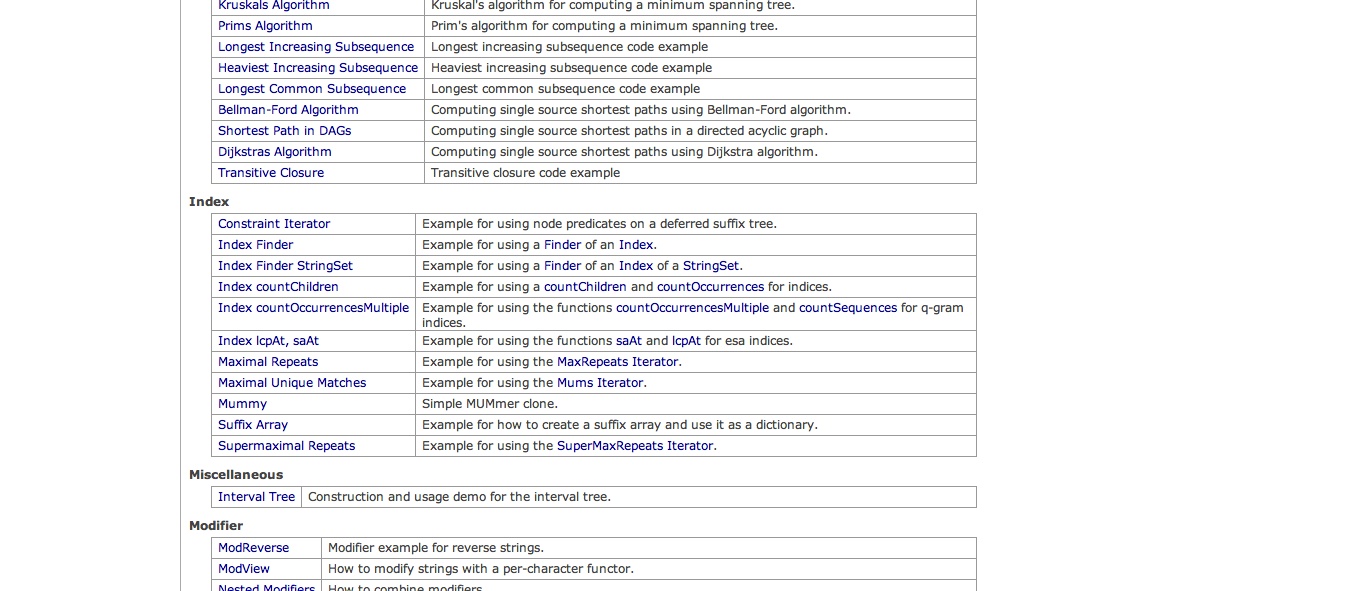 Kruskals Algorithm Kruskal's algorithm for computing a minimum spanning tree.
Prims Algorithm Prim's algorithm for computing a minimum spanning tree.
Longest Increasing Subsequence Longest increasing subsequence code example
Heaviest Increasing Subsequence Heaviest increasing subsequence code example
Longest Common Subsequence Longest common subsequence code example
Bellman-Ford Algorithm Computing single source shortest paths using Bellman-Ford algorithm.
Shortest Path in DAGs Computing single source shortest paths in a directed acyclic graph.
Dijkstras Algorithm Computing single source shortest paths using Dijkstra algorithm.
Transitive Closure Transitive closure code example
Index
Constraint Iterator Example for using node predicates on a deferred suffix tree.
Index Finder Example for using a Finder of an Index.
Index Finder StringSet Example for using a Finder of an Index of a StringSet.
Index countChildren Example for using a countChildren and countOccurrences for indices.
Index countOccurrencesMultiple Example for using the functions countOccurrencesMultiple and countSequences for q-gram
indices.
Index lcpAt, saAt Example for using the functions saAt and lcpAt for esa indices.
Maximal Repeats Example for using the MaxRepeats Iterator.
Maximal Unique Matches Example for using the Mums Iterator.
Mummy Simple MUMmer clone.
Suffix Array Example for how to create a suffix array and use it as a dictionary.
Supermaximal Repeats Example for using the SuperMaxRepeats Iterator.
Miscellaneous
Interval Tree Construction and usage demo for the interval tree.
Modifier
ModReverse Modifier example for reverse strings.
ModView How to modify strings with a per-character functor.
Nested Modifiers How to combine modifiers.